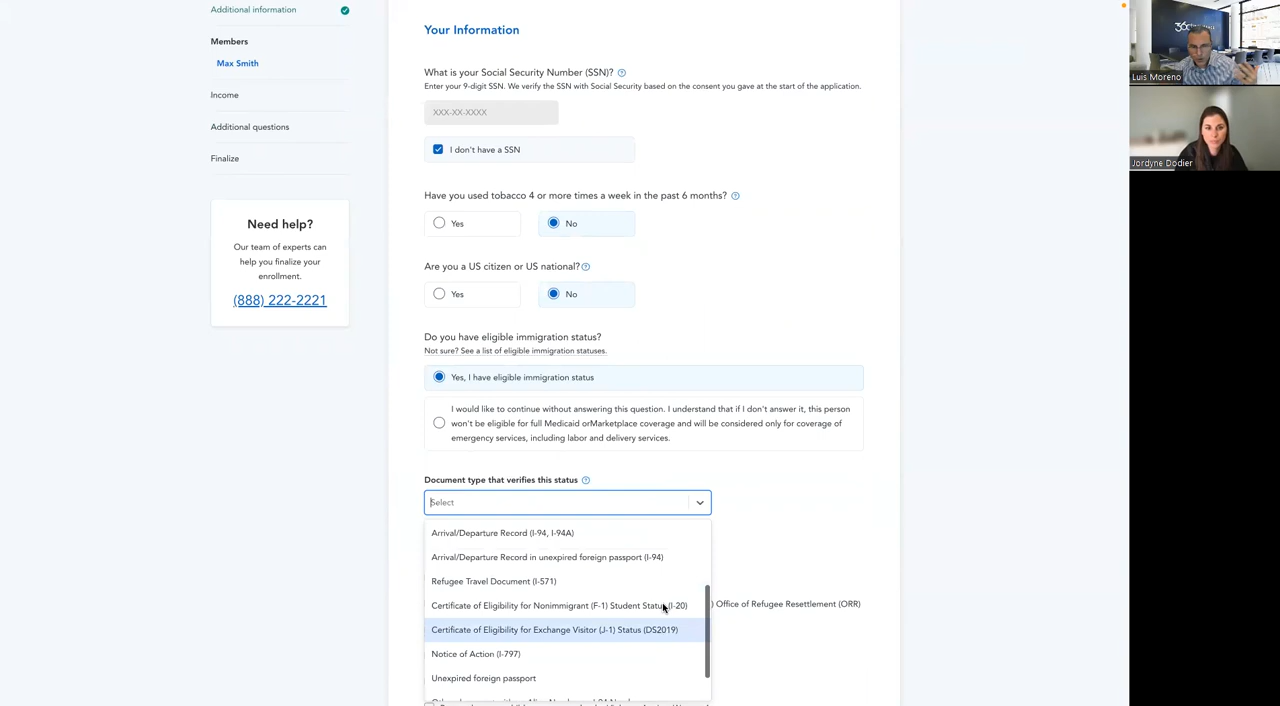 Additional information
Members
Max Smith
Income
Additional questions
Finalize
Need help?
Our team of experts can
help you finalize your
enrollment.
(888) 222-2221
Your Information
What is your Social Security Number (SSN)?
Enter your 9-digit SSN. We verify the SSN with Social Security based on the consent you gave at the start of the application.
XXX-XX-XXXX
I don't have a SSN
Have you used tobacco 4 or more times a week in the past 6 months?
Yes
No
Are you a US citizen or US national?
Yes
No
Do you have eligible immigration status?
Not sure? See a list of eligible immigration statuses.
Yes, I have eligible immigration status
I would like to continue without answering this question. I understand that if I don't answer it, this person
won't be eligible for full Medicaid orMarketplace coverage and will be considered only for coverage of
emergency services, including labor and delivery services.
Document type that verifies this status
Select
Arrival/Departure Record (I-94, I-94A)
Arrival/Departure Record in unexpired foreign passport (I-94)
Refugee Travel Document (I-571)
Certificate of Eligibility for Nonimmigrant (F-1) Student Status (I-20)
) Office of Refugee Resettlement (ORR)
Certificate of Eligibility for Exchange Visitor (J-1) Status (DS2019)
Notice of Action (I-797)
Unexpired foreign passport
Luis Moreno
Jordyne Dodier